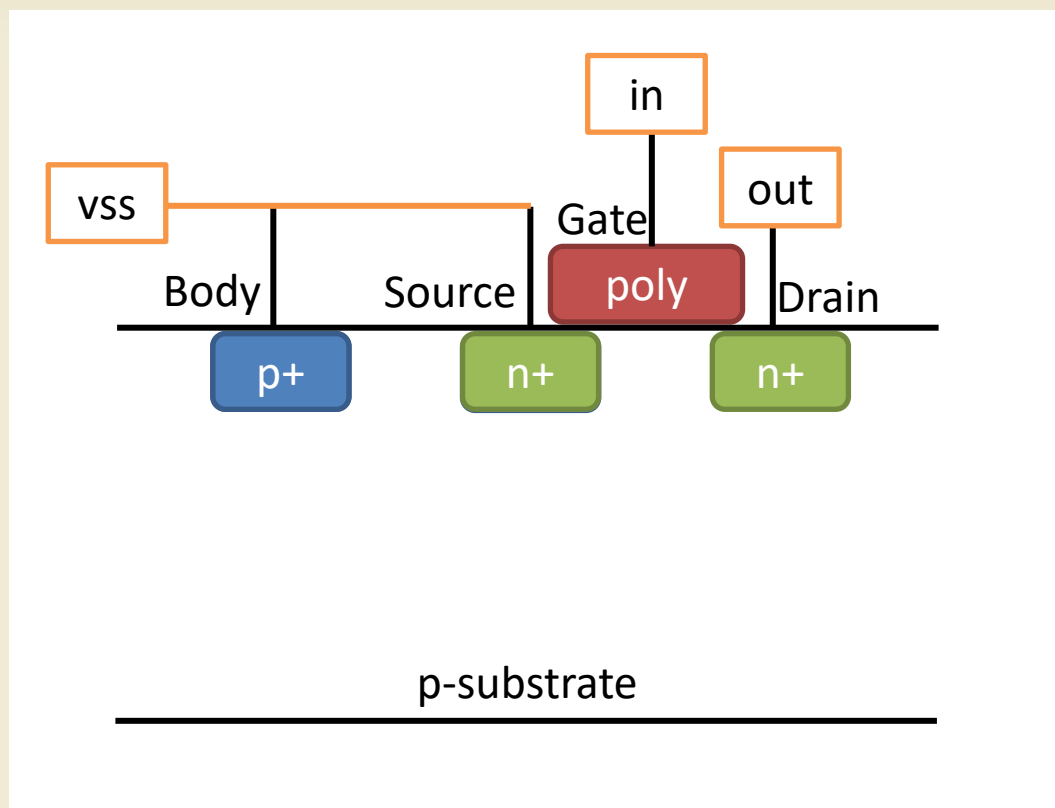 in
vss
out
Gate
Body
Source
poly
Drain
p+
n+
n+
p-substrate